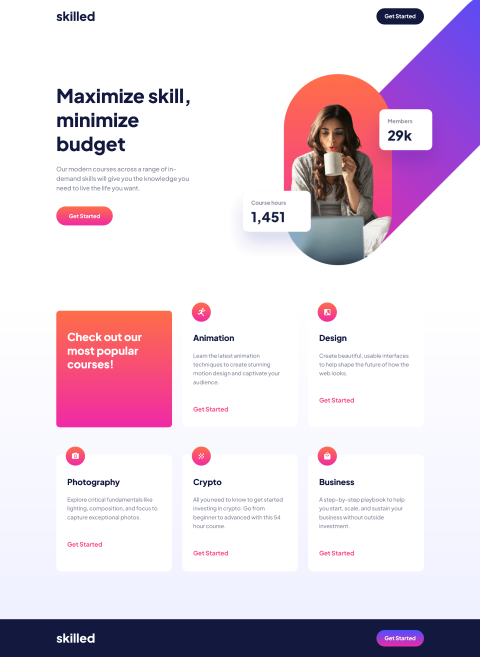 skilled
Get Started
Maximize skill,
minimize
budget
Our modern courses across a range of in-
demand skills will give you the knowledge you
need to live the life you want.
Get Started
Members
29k
Course hours
1,451
Check out our
most popular
courses!
Animation
Learn the latest animation
techniques to create stunning
motion design and captivate your
audience.
Get Started
Design
Create beautiful, usable interfaces
to help shape the future of how the
web looks.
Get Started
Photography
Explore critical fundamentals like
lighting, composition, and focus to
capture exceptional photos.
Get Started
Crypto
All you need to know to get started
investing in crypto. Go from
beginner to advanced with this 54
hour course.
Get Started
Business
A step-by-step playbook to help
you start, scale, and sustain your
business without outside
investment.
Get Started
skilled
Get Started